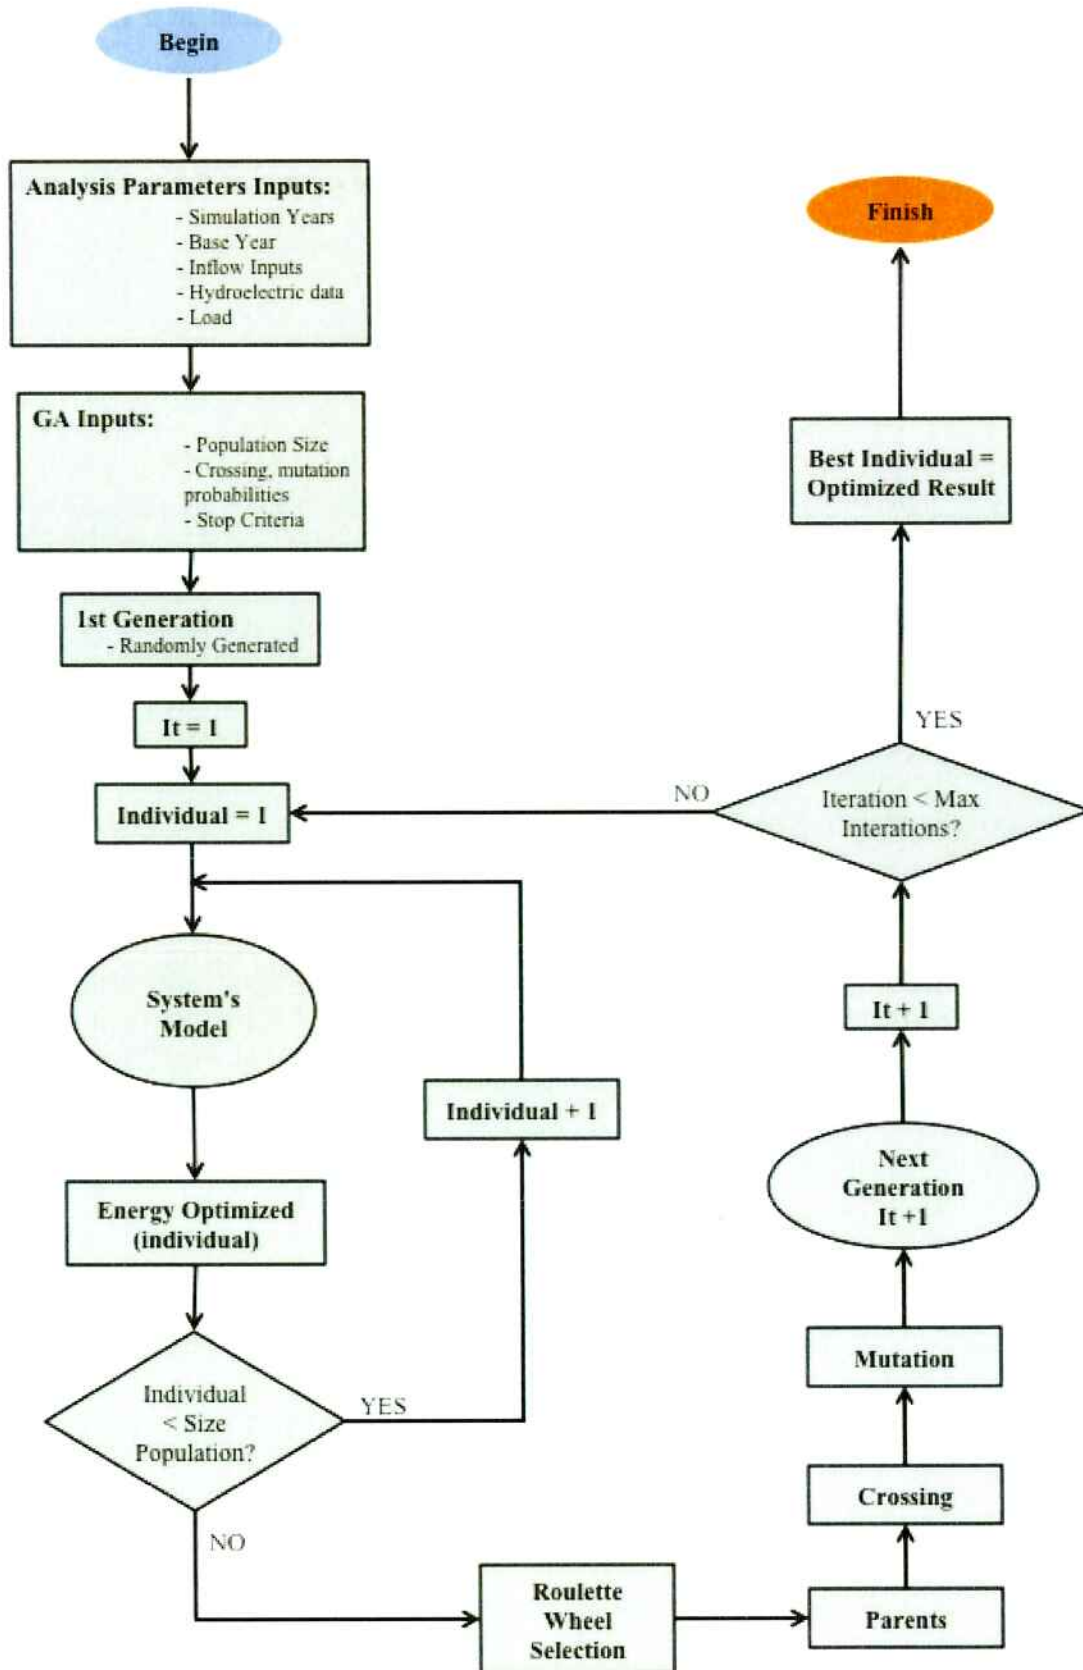 Begin
Analysis Parameters Inputs:
- Simulation Years
- Base Year
- Inflow Inputs
- Hydroelectric data
- Load
GA Inputs:
- Population Size
- Crossing, mutation
probabilities
- Stop Criteria
1st Generation
- Randomly Generated
It = 1
Individual = 1
System's
Model
Energy Optimized
(individual)
Individual
< Size
Population?
YES
Individual + 1
NO
Roulette
Wheel
Selection
Parents
Crossing
Mutation
Next
Generation
It +1
It + 1
Iteration < Max
Interations?
NO
YES
Best Individual =
Optimized Result
Finish